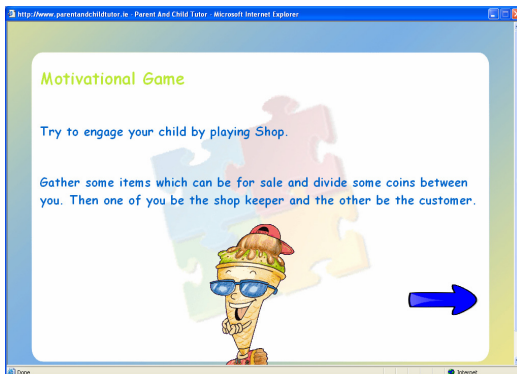 http://www.parentandchildtutor.ie - Parent And Child Tutor - Microsoft Internet Explorer
Motivational Game
Try to engage your child by playing Shop.
Gather some items which can be for sale and divide some coins between
you. Then one of you be the shop keeper and the other be the customer.
Done
Internet